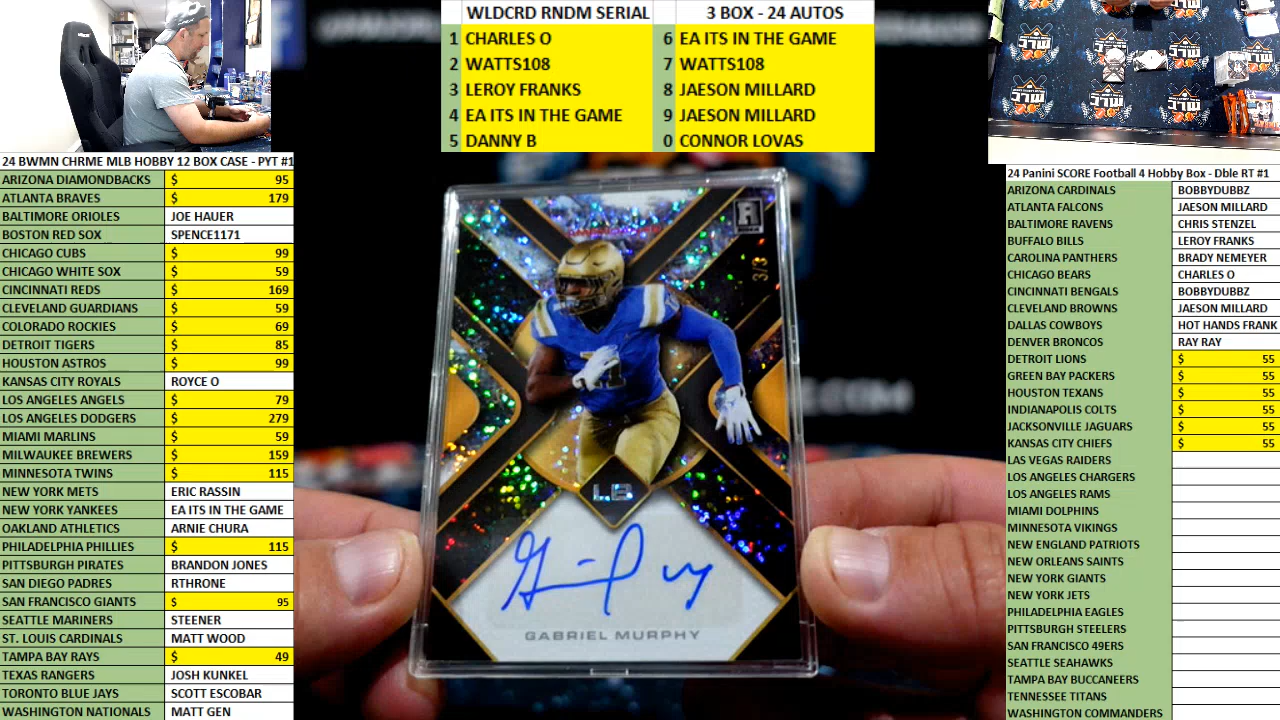 WLDCRD RNDM SERIAL 3 BOX - 24 AUTOS
1 CHARLES O 6 EA ITS IN THE GAME
2 WATTS108 7 WATTS108
3 LEROY FRANKS 8 JAESON MILLARD
4 EA ITS IN THE GAME 9 JAESON MILLARD
5 DANNY B 0 CONNOR LOVAS
24 BWMN CHRME MLB HOBBY 12 BOX CASE - PYT #1
ARIZONA DIAMONDBACKS $ 95
ATLANTA BRAVES $ 179
BALTIMORE ORIOLES JOE HAUER
BOSTON RED SOX SPENCE1171
CHICAGO CUBS $ 99
CHICAGO WHITE SOX $ 59
CINCINNATI REDS $ 169
CLEVELAND GUARDIANS $ 59
COLORADO ROCKIES $ 69
DETROIT TIGERS $ 85
HOUSTON ASTROS $ 99
KANSAS CITY ROYALS ROYCE O
LOS ANGELES ANGELS $ 79
LOS ANGELES DODGERS $ 279
MIAMI MARLINS $ 59
MILWAUKEE BREWERS $ 159
MINNESOTA TWINS $ 115
NEW YORK METS ERIC RASSIN
NEW YORK YANKEES EA ITS IN THE GAME
OAKLAND ATHLETICS ARNIE CHURA
PHILADELPHIA PHILLIES $ 115
PITTSBURGH PIRATES BRANDON JONES
SAN DIEGO PADRES RTHRONE
SAN FRANCISCO GIANTS $ 95
SEATTLE MARINERS STEENER
ST. LOUIS CARDINALS MATT WOOD
TAMPA BAY RAYS $ 49
TEXAS RANGERS JOSH KUNKEL
TORONTO BLUE JAYS SCOTT ESCOBAR
WASHINGTON NATIONALS MATT GEN
3/3
11
LB
GABRIEL MURPHY
.COM
24 Panini SCORE Football 4 Hobby Box - Dble RT #1
ARIZONA CARDINALS BOBBYDUBBZ
ATLANTA FALCONS JAESON MILLARD
BALTIMORE RAVENS CHRIS STENZEL
BUFFALO BILLS LEROY FRANKS
CAROLINA PANTHERS BRADY NEMEYER
CHICAGO BEARS CHARLES O
CINCINNATI BENGALS BOBBYDUBBZ
CLEVELAND BROWNS JAESON MILLARD
DALLAS COWBOYS HOT HANDS FRANK
DENVER BRONCOS RAY RAY
DETROIT LIONS $ 55
GREEN BAY PACKERS $ 55
HOUSTON TEXANS $ 55
INDIANAPOLIS COLTS $ 55
JACKSONVILLE JAGUARS $ 55
KANSAS CITY CHIEFS $ 55
LAS VEGAS RAIDERS
LOS ANGELES CHARGERS
LOS ANGELES RAMS
MIAMI DOLPHINS
MINNESOTA VIKINGS
NEW ENGLAND PATRIOTS
NEW ORLEANS SAINTS
NEW YORK GIANTS
NEW YORK JETS
PHILADELPHIA EAGLES
PITTSBURGH STEELERS
SAN FRANCISCO 49ERS
SEATTLE SEAHAWKS
TAMPA BAY BUCCANEERS
TENNESSEE TITANS
WASHINGTON COMMANDERS